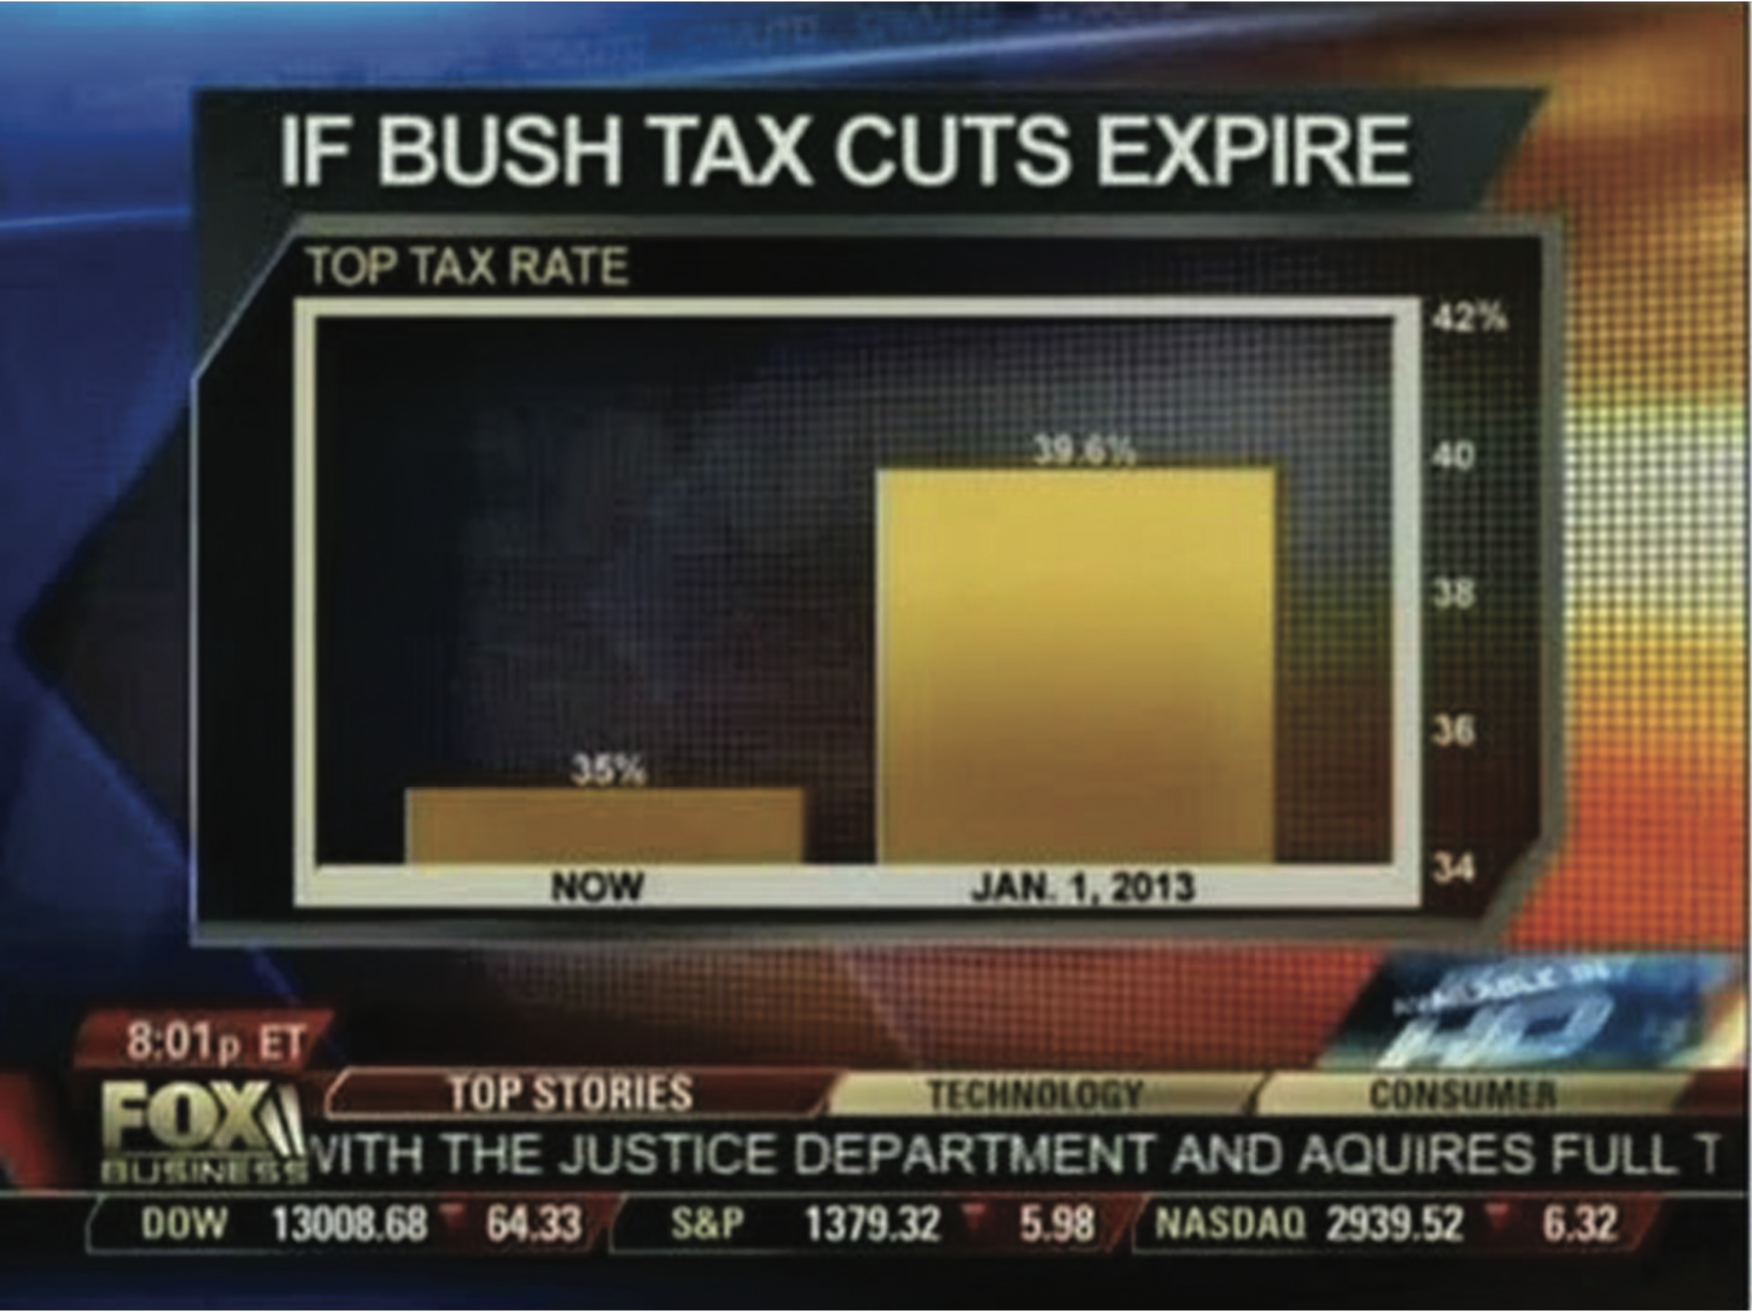 IF BUSH TAX CUTS EXPIRE
TOP TAX RATE
42%
39.6%
40
38
36
35%
34
NOW JAN. 1, 2013
AVAILABLE IN
HD
8:01p ET
FOX
BUSINESS
TOP STORIES TECHNOLOGY CONSUMER
WITH THE JUSTICE DEPARTMENT AND AQUIRES FULL T
DOW 13008.68 ▼ 64.33 S&P 1379.32 ▼ 5.98 NASDAQ 2939.52 ▼ 6.32